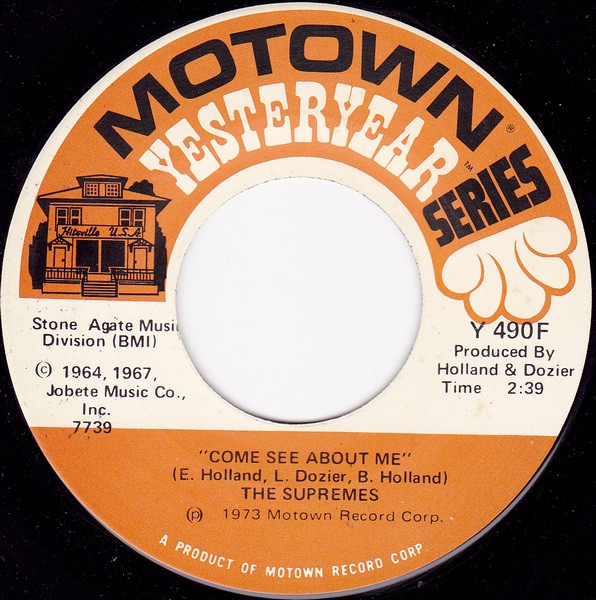 MOTOWN®
YESTERYEAR™
SERIES
Hitsville U.S.A.
Stone Agate Music
Division (BMI)
© 1964, 1967,
Jobete Music Co.,
Inc.
7739
Y 490F
Produced By
Holland & Dozier
Time 2:39
"COME SEE ABOUT ME"
(E. Holland, L. Dozier, B. Holland)
THE SUPREMES
℗ 1973 Motown Record Corp.
A PRODUCT OF MOTOWN RECORD CORP.